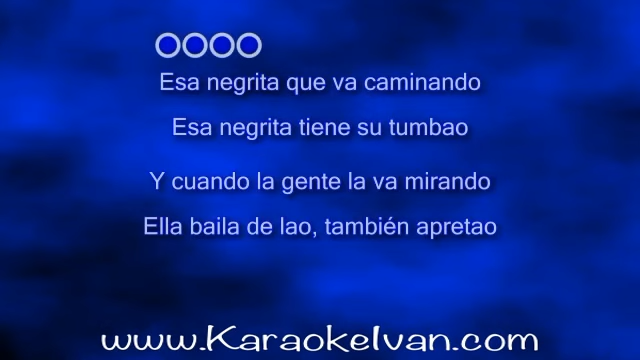 Esa negrita que va caminando
Esa negrita tiene su tumbao
Y cuando la gente la va mirando
Ella baila de lao, también apretao
www.KaraokeIvan.com